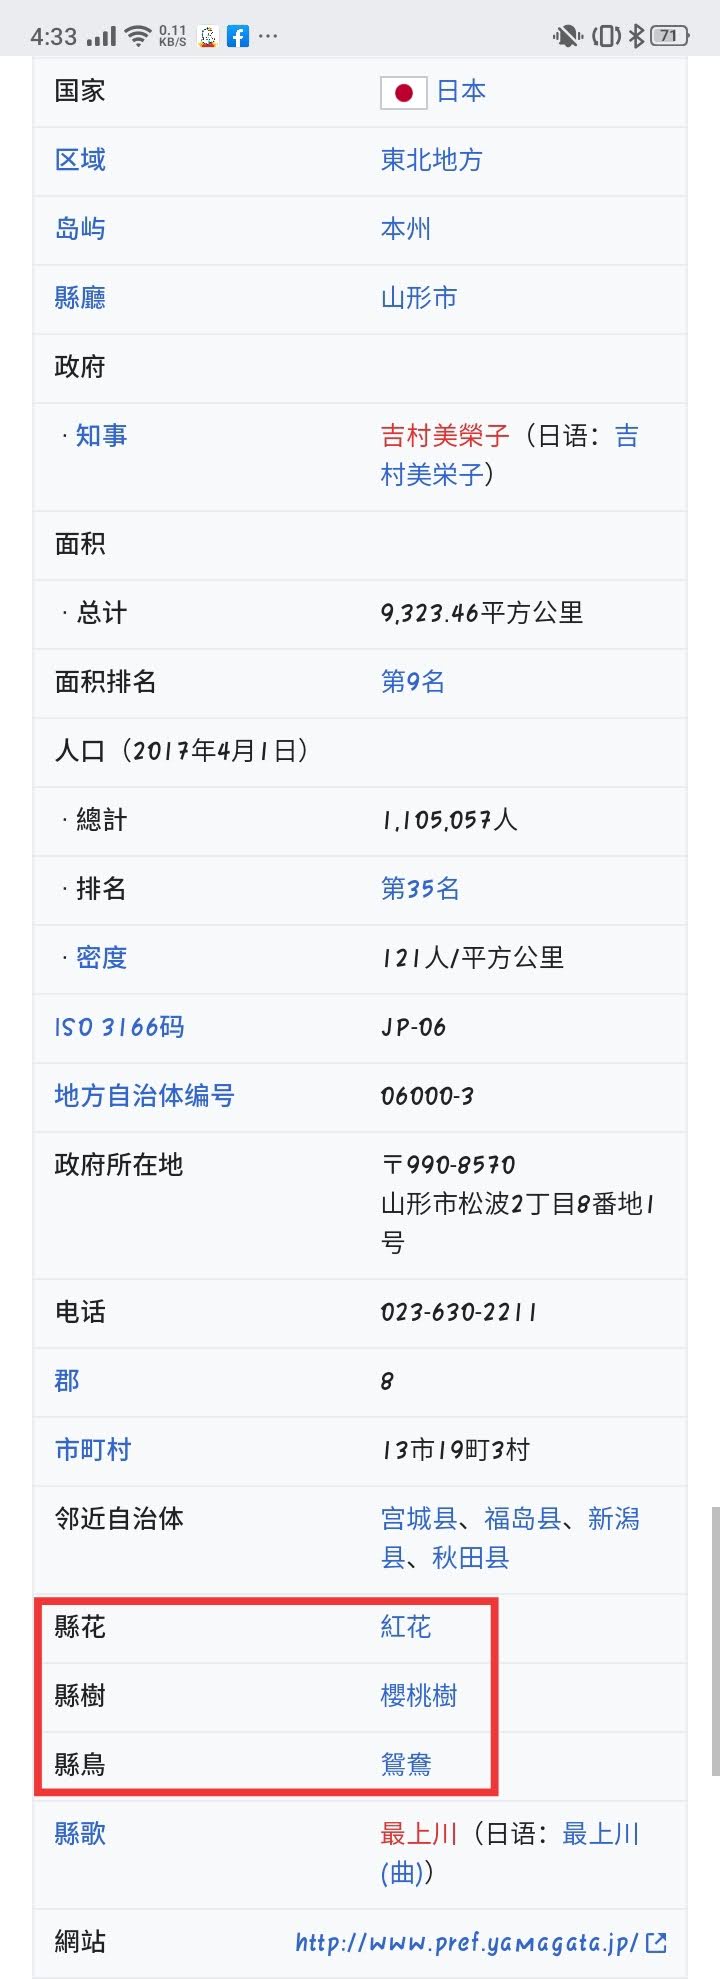 4:33 0.11 KB/S 71
国家 日本
区域 東北地方
岛屿 本州
縣廳 山形市
政府
· 知事 吉村美榮子（日语：吉
村美栄子）
面积
· 总计 9,323.46平方公里
面积排名 第9名
人口（2017年4月1日）
· 總計 1,105,057人
· 排名 第35名
· 密度 121人/平方公里
ISO 3166码 JP-06
地方自治体编号 06000-3
政府所在地 〒990-8570
山形市松波2丁目8番地1
号
电话 023-630-2211
郡 8
市町村 13市19町3村
邻近自治体 宫城县、福岛县、新潟
县、秋田县
縣花 紅花
縣樹 櫻桃樹
縣鳥 鴛鴦
縣歌 最上川（日语：最上川
(曲)）
網站 http://www.pref.yamagata.jp/